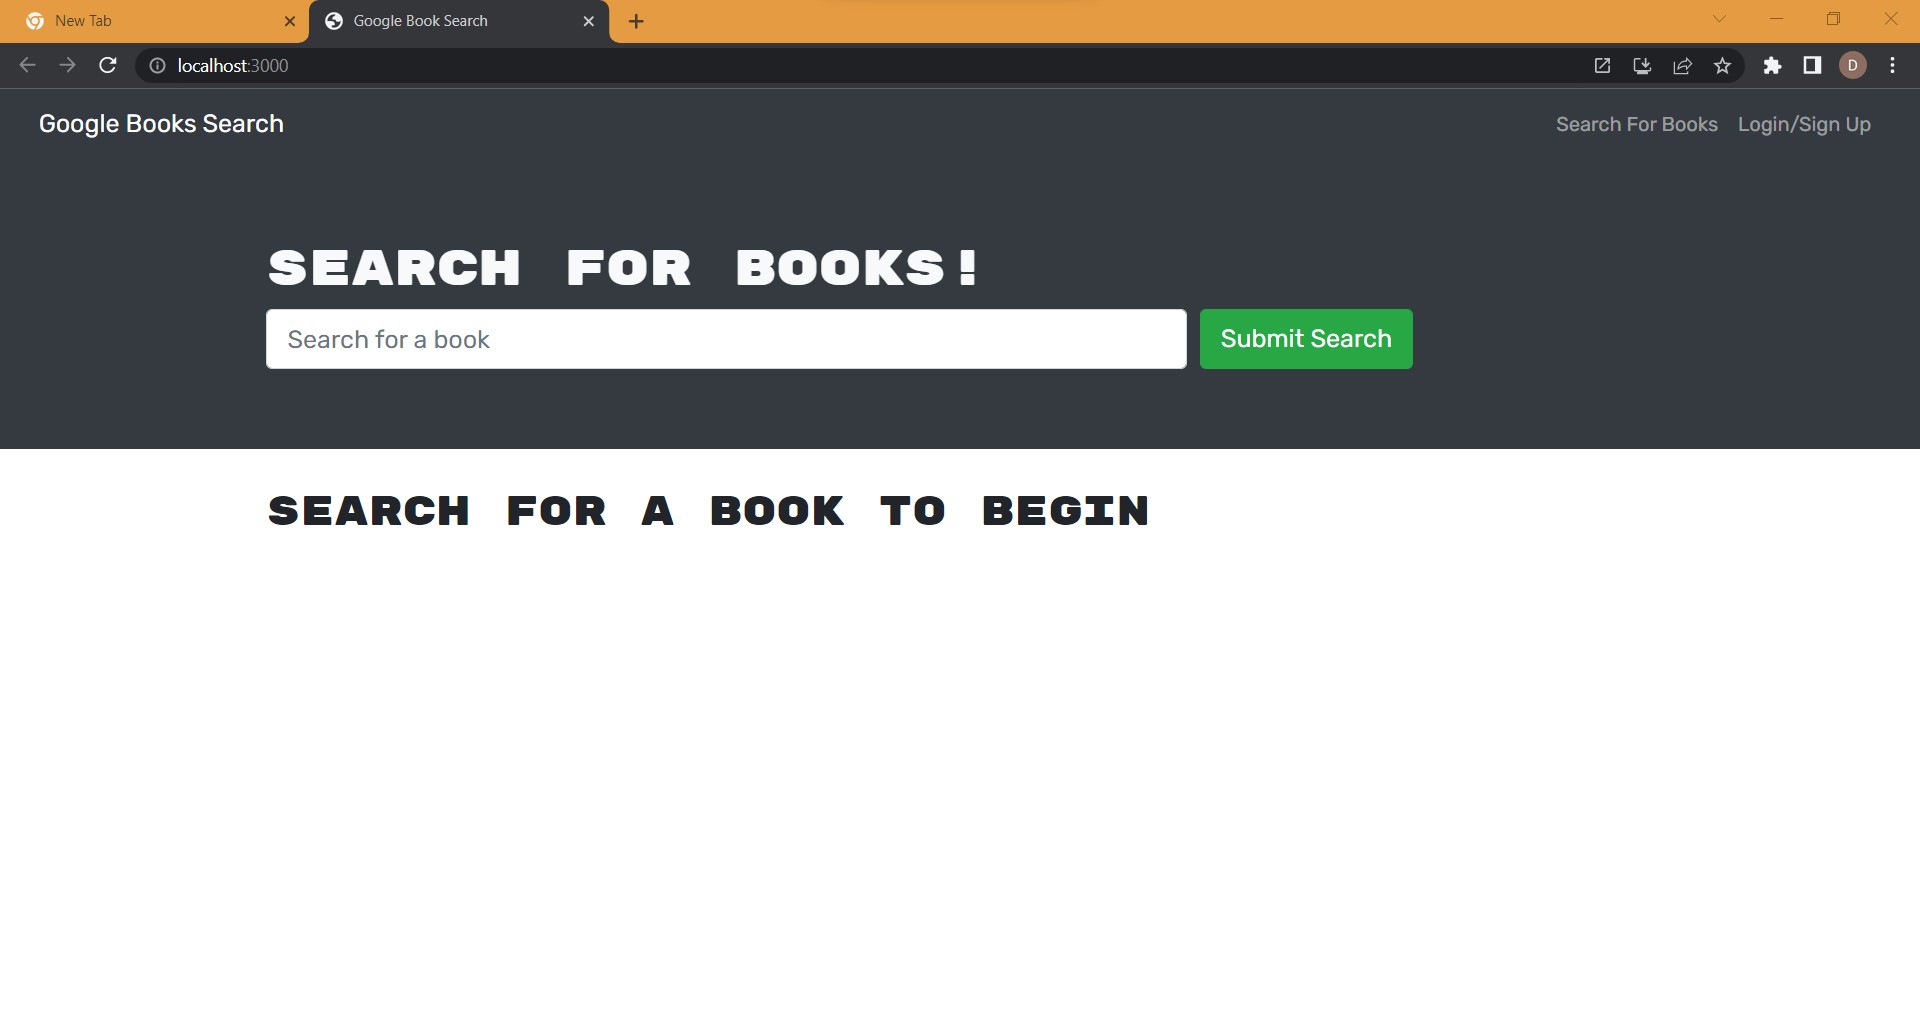 New Tab
Google Book Search
localhost:3000
D
Google Books Search
Search For Books
Login/Sign Up
SEARCH FOR BOOKS!
Search for a book
Submit Search
SEARCH FOR A BOOK TO BEGIN